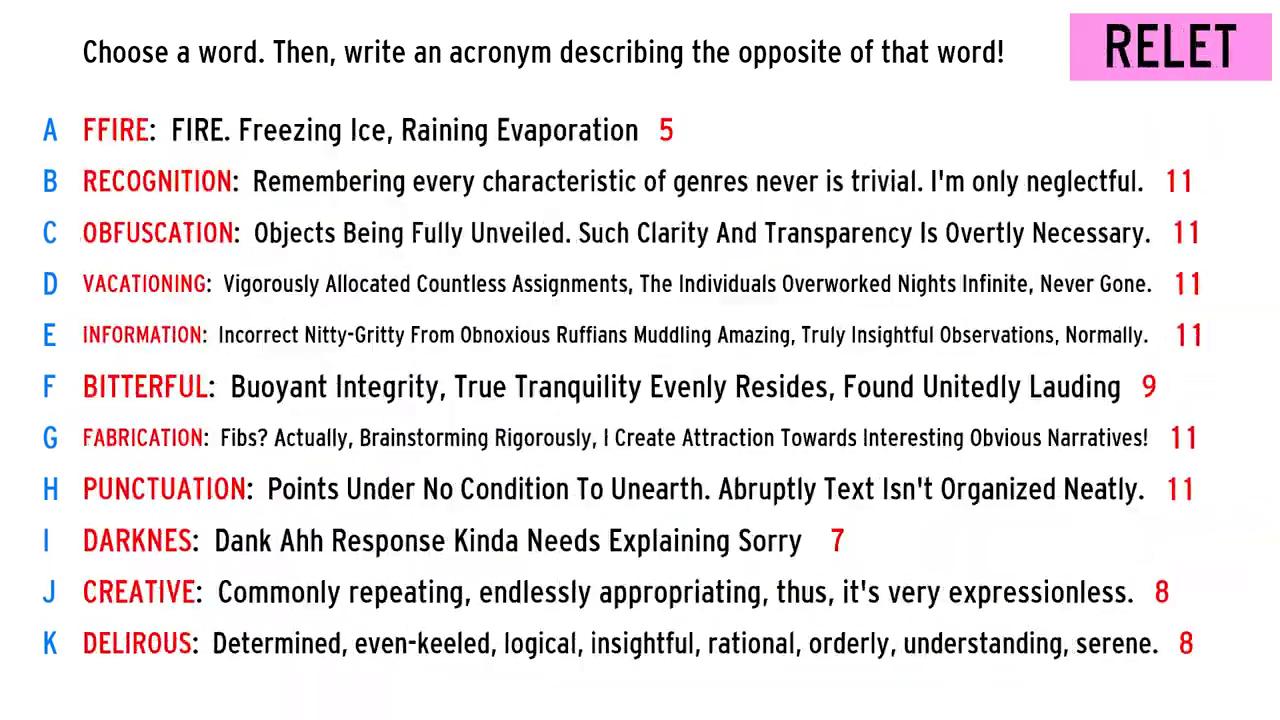 Choose a word. Then, write an acronym describing the opposite of that word!
RELET
A FFIRE: FIRE. Freezing Ice, Raining Evaporation 5
B RECOGNITION: Remembering every characteristic of genres never is trivial. I'm only neglectful. 11
C OBFUSCATION: Objects Being Fully Unveiled. Such Clarity And Transparency Is Overtly Necessary. 11
D VACATIONING: Vigorously Allocated Countless Assignments, The Individuals Overworked Nights Infinite, Never Gone. 11
E INFORMATION: Incorrect Nitty-Gritty From Obnoxious Ruffians Muddling Amazing, Truly Insightful Observations, Normally. 11
F BITTERFUL: Buoyant Integrity, True Tranquility Evenly Resides, Found Unitedly Lauding 9
G FABRICATION: Fibs? Actually, Brainstorming Rigorously, I Create Attraction Towards Interesting Obvious Narratives! 11
H PUNCTUATION: Points Under No Condition To Unearth. Abruptly Text Isn't Organized Neatly. 11
I DARKNES: Dank Ahh Response Kinda Needs Explaining Sorry 7
J CREATIVE: Commonly repeating, endlessly appropriating, thus, it's very expressionless. 8
K DELIROUS: Determined, even-keeled, logical, insightful, rational, orderly, understanding, serene. 8